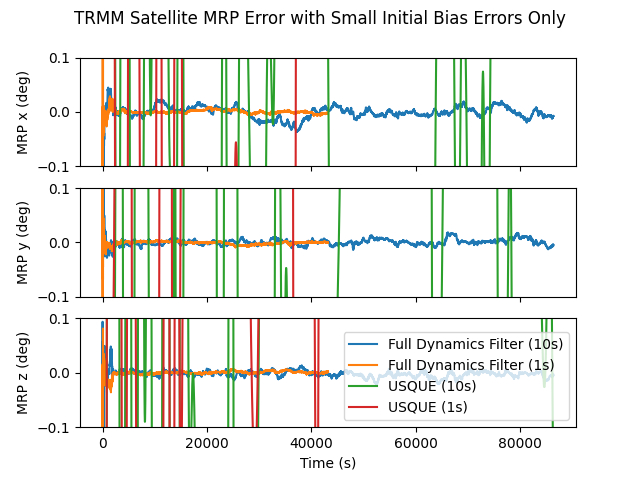 TRMM Satellite MRP Error with Small Initial Bias Errors Only
MRP x (deg)
0.1
0.0
−0.1
MRP y (deg)
0.1
0.0
−0.1
MRP z (deg)
0.1
0.0
−0.1
Full Dynamics Filter (10s)
Full Dynamics Filter (1s)
USQUE (10s)
USQUE (1s)
0 20000 40000 60000 80000
Time (s)